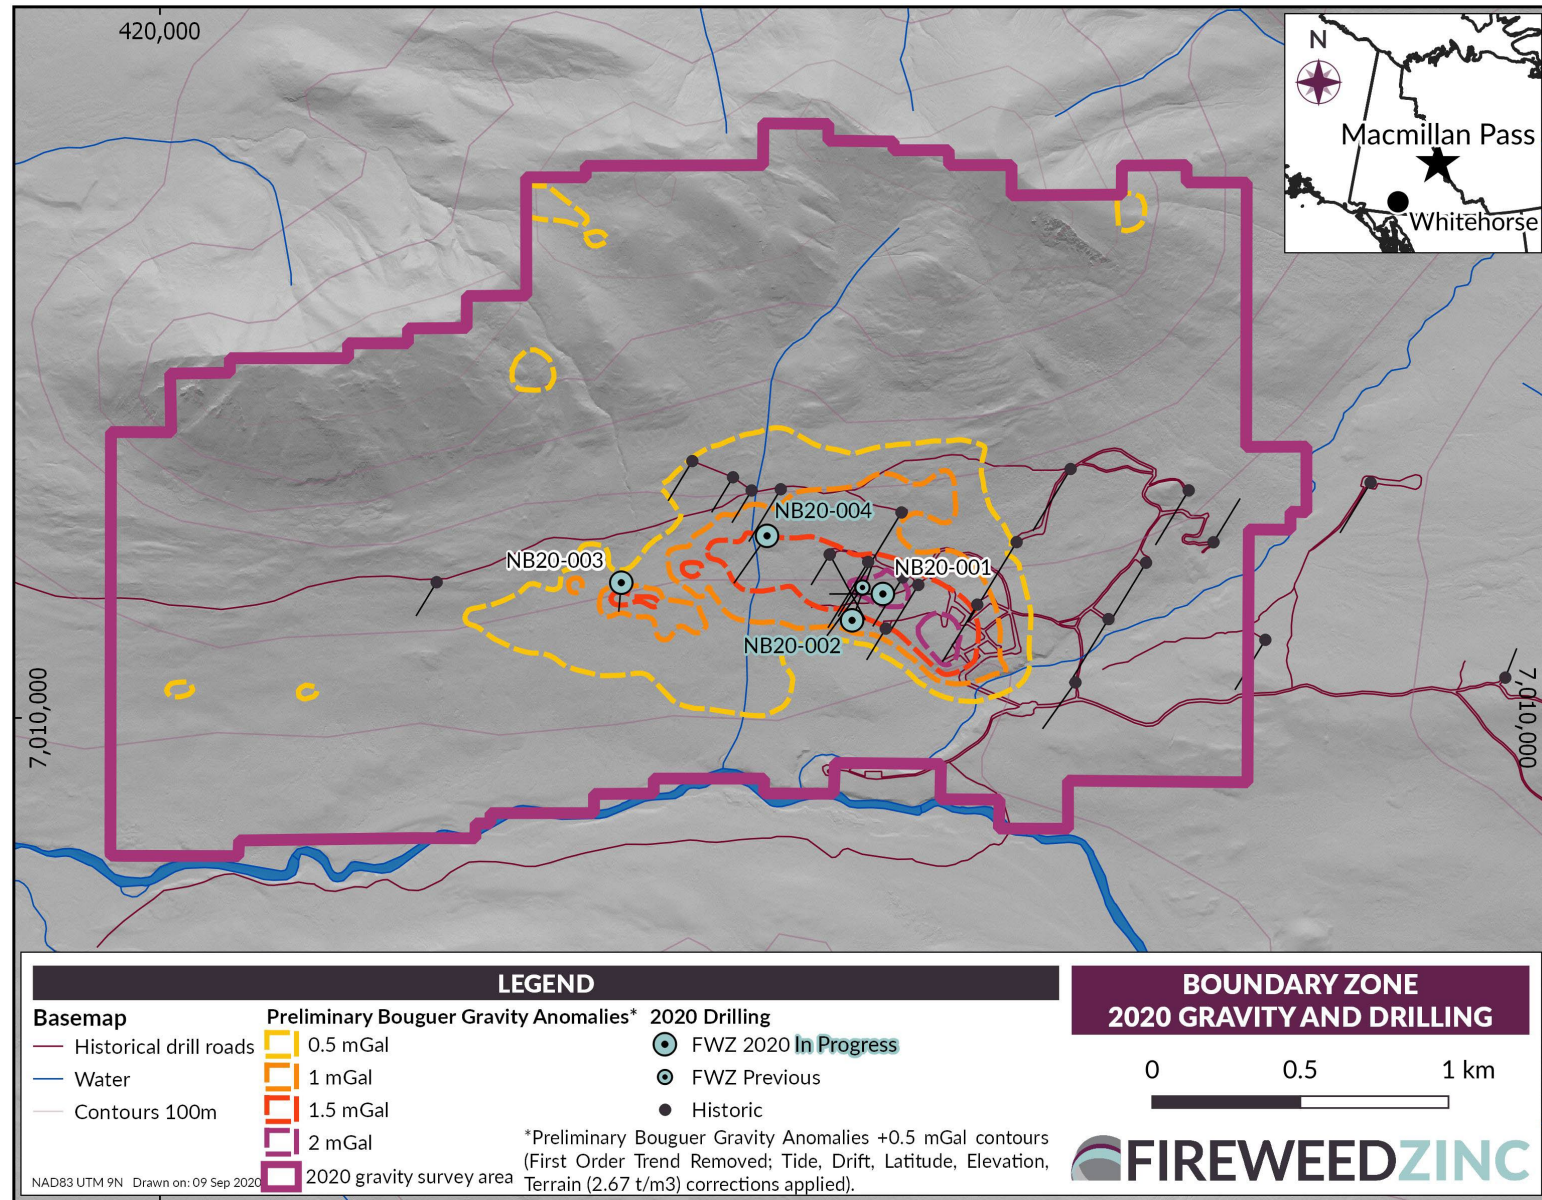 420,000
N
Macmillan Pass
Whitehorse
NB20-004
NB20-003
NB20-001
NB20-002
7,010,000
7,010,000
LEGEND
Basemap
Historical drill roads
Water
Contours 100m
NAD83 UTM 9N Drawn on: 09 Sep 2020
Preliminary Bouguer Gravity Anomalies*
0.5 mGal
1 mGal
1.5 mGal
2 mGal
2020 gravity survey area
2020 Drilling
FWZ 2020 In Progress
FWZ Previous
Historic
*Preliminary Bouguer Gravity Anomalies +0.5 mGal contours
(First Order Trend Removed; Tide, Drift, Latitude, Elevation,
Terrain (2.67 t/m3) corrections applied).
BOUNDARY ZONE
2020 GRAVITY AND DRILLING
0 0.5 1 km
FIREWEEDZINC